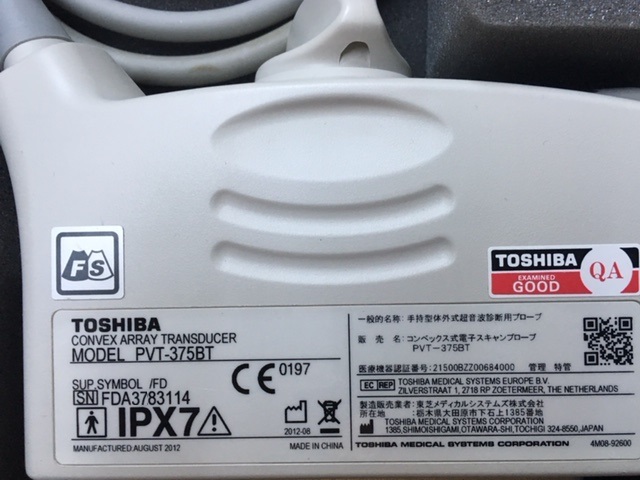 FS
TOSHIBA
EXAMINED
GOOD
QA
TOSHIBA
CONVEX ARRAY TRANSDUCER
MODEL PVT-375BT
CE 0197
SUP.SYMBOL /FD
SN FDA3783114
IPX7
2012-08
MANUFACTURED:AUGUST 2012
MADE IN CHINA
一般的名称: 手持型体外式超音波診断用プローブ
販 売 名: コンベックス式電子スキャンプローブ
PVT-375BT
医療機器認証番号: 21500BZZ00684000 管理 特管
EC REP TOSHIBA MEDICAL SYSTEMS EUROPE B.V.
ZILVERSTRAAT 1, 2718 RP ZOETERMEER, THE NETHERLANDS
製造販売業者: 東芝メディカルシステムズ株式会社
住所: 栃木県大田原市下石上1385番地
TOSHIBA MEDICAL SYSTEMS CORPORATION
1385,SHIMOISHIGAMI,OTAWARA-SHI,TOCHIGI 324-8550,JAPAN
TOSHIBA MEDICAL SYSTEMS CORPORATION
4M08-92600